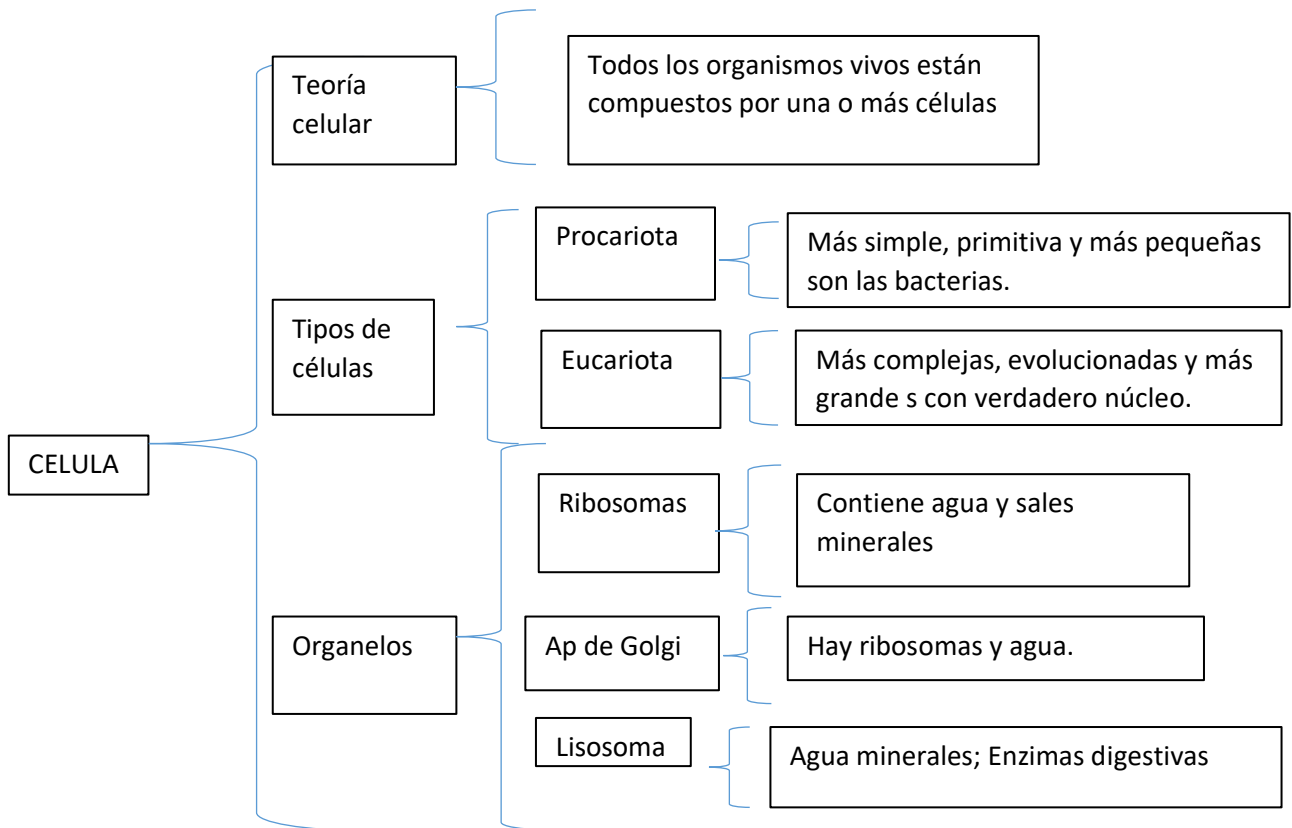 Teoría
celular
Todos los organismos vivos están
compuestos por una o más células
Procariota
Más simple, primitiva y más pequeñas
son las bacterias.
Tipos de
células
Eucariota
Más complejas, evolucionadas y más
grande s con verdadero núcleo.
CELULA
Ribosomas
Contiene agua y sales
minerales
Organelos
Ap de Golgi
Hay ribosomas y agua.
Lisosoma
Agua minerales; Enzimas digestivas